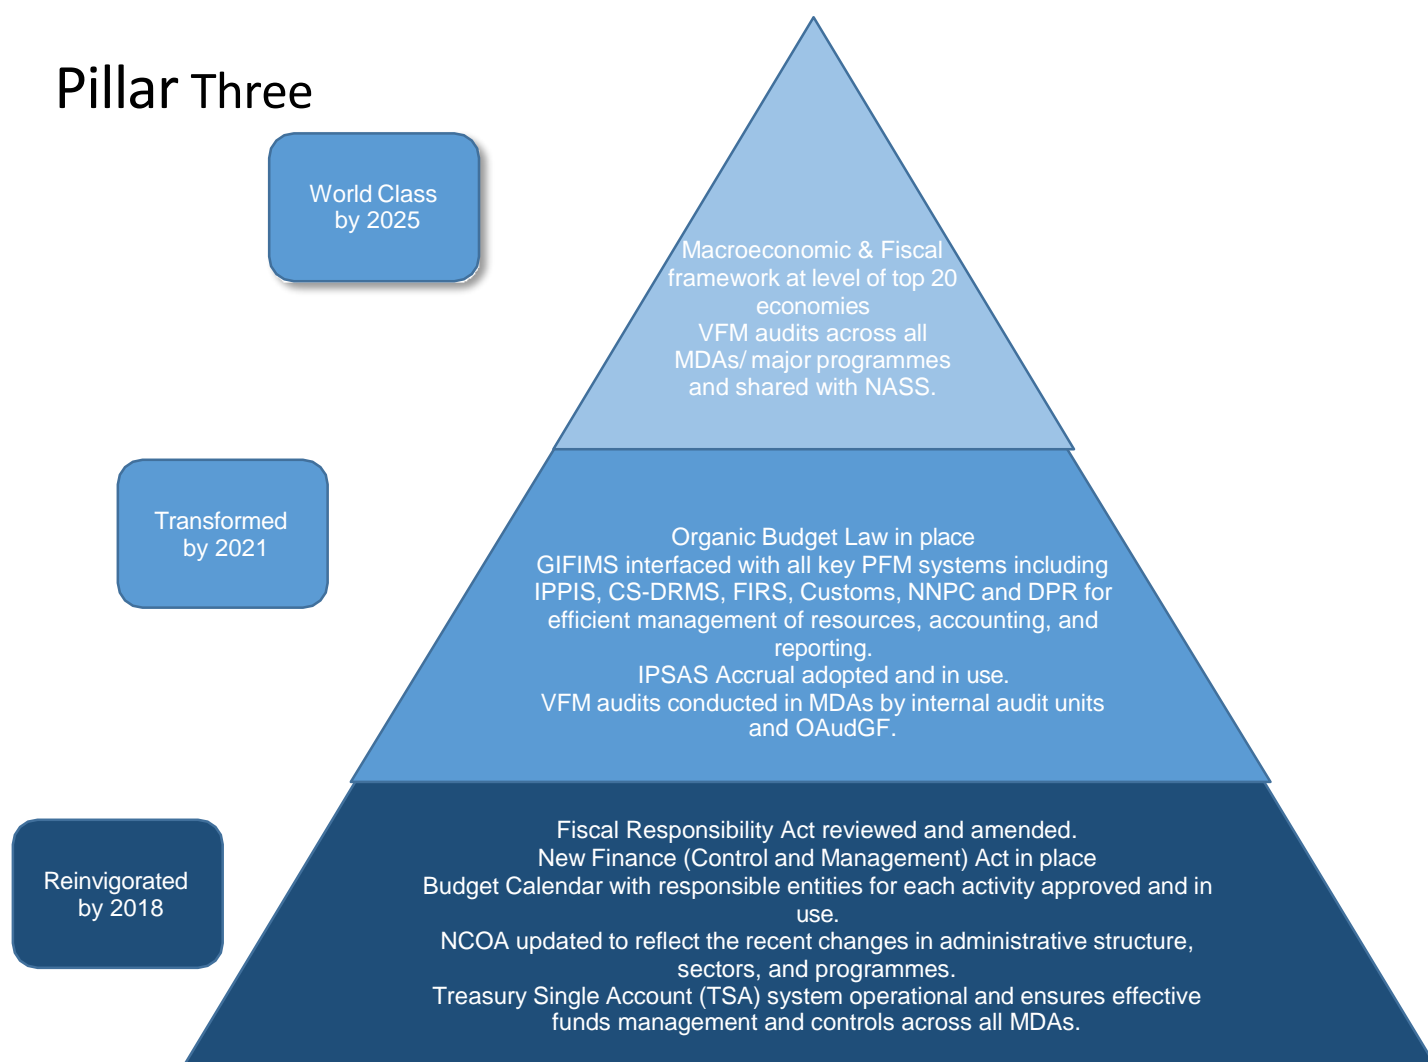 Pillar Three
World Class
by 2025
Macroeconomic & Fiscal
framework at level of top 20
economies
VFM audits across all
MDAs/ major programmes
and shared with NASS.
Transformed
by 2021
Organic Budget Law in place
GIFIMS interfaced with all key PFM systems including
IPPIS, CS-DRMS, FIRS, Customs, NNPC and DPR for
efficient management of resources, accounting, and
reporting.
IPSAS Accrual adopted and in use.
VFM audits conducted in MDAs by internal audit units
and OAudGF.
Reinvigorated
by 2018
Fiscal Responsibility Act reviewed and amended.
New Finance (Control and Management) Act in place
Budget Calendar with responsible entities for each activity approved and in
use.
NCOA updated to reflect the recent changes in administrative structure,
sectors, and programmes.
Treasury Single Account (TSA) system operational and ensures effective
funds management and controls across all MDAs.